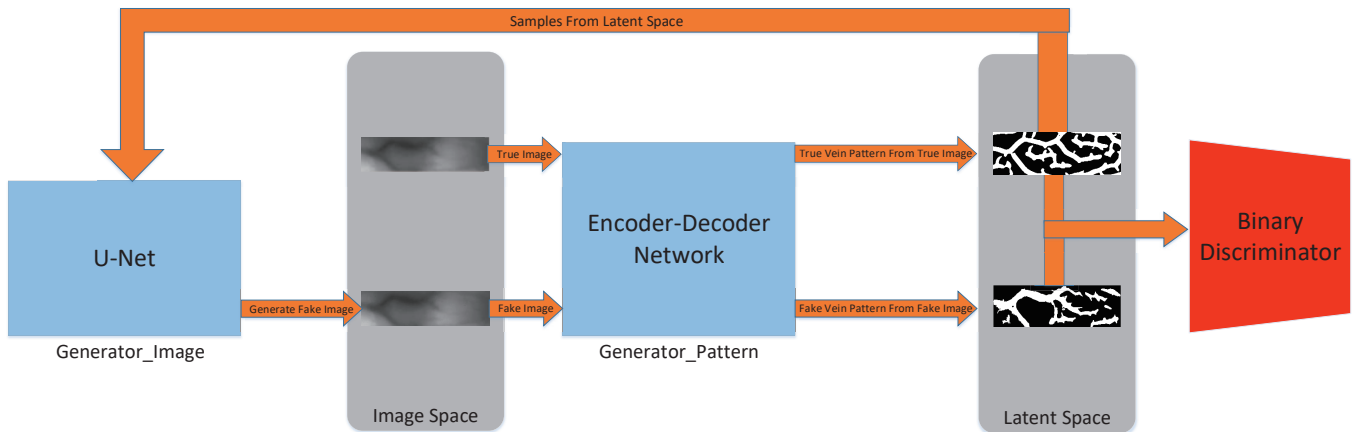 Samples From Latent Space
True Image
True Vein Pattern From True Image
U-Net
Encoder-Decoder
Network
Binary
Discriminator
Generate Fake Image
Fake Image
Fake Vein Pattern From Fake Image
Generator_Image
Generator_Pattern
Image Space
Latent Space